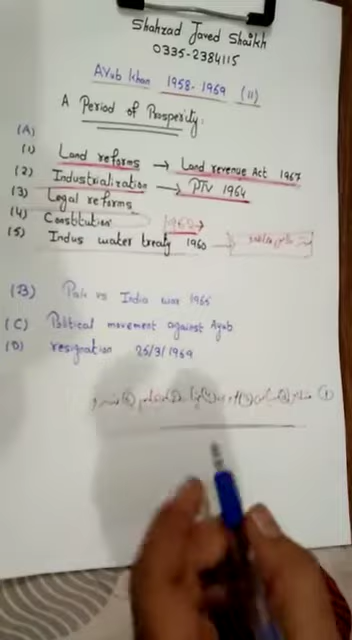 Shahzad Javed Shaikh
0335-2384115
Ayub Khan 1958-1969 (11)
A Period of Prosperity:
(A)
(1) Land reforms → Land revenue Act 1967
(2) Industrialization → PTV 1964
(3) Legal reforms
(4) Constitution 1962 →
(5) Indus water treaty 1960 →
(B) Pak vs India war 1965
(C) Political movement against Ayub
(D) resignation 25/3/1969